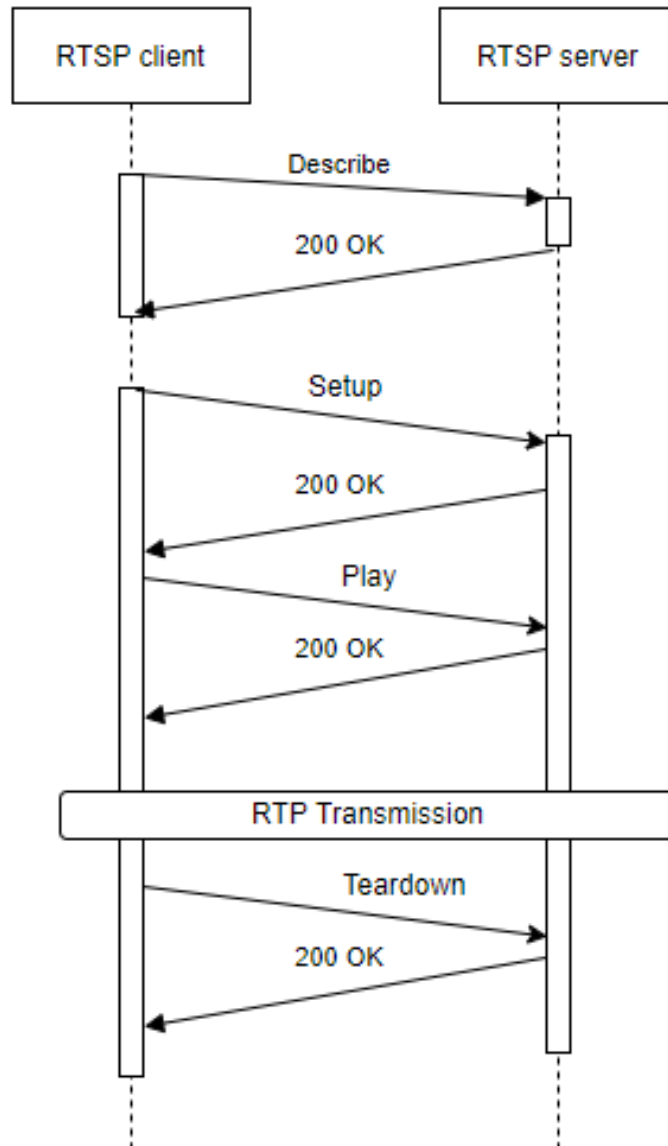 RTSP client
RTSP server
Describe
200 OK
Setup
200 OK
Play
200 OK
RTP Transmission
Teardown
200 OK